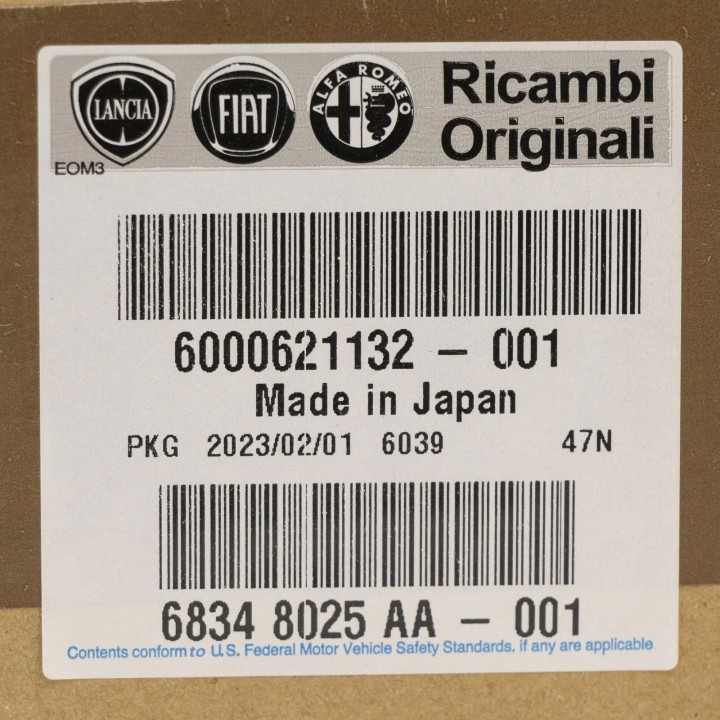 LANCIA FIAT ALFA ROMEO Ricambi
Originali
EOM3
6000621132 – 001
Made in Japan
PKG 2023/02/01 6039 47N
6834 8025 AA – 001
Contents conform to U.S. Federal Motor Vehicle Safety Standards, if any are applicable.